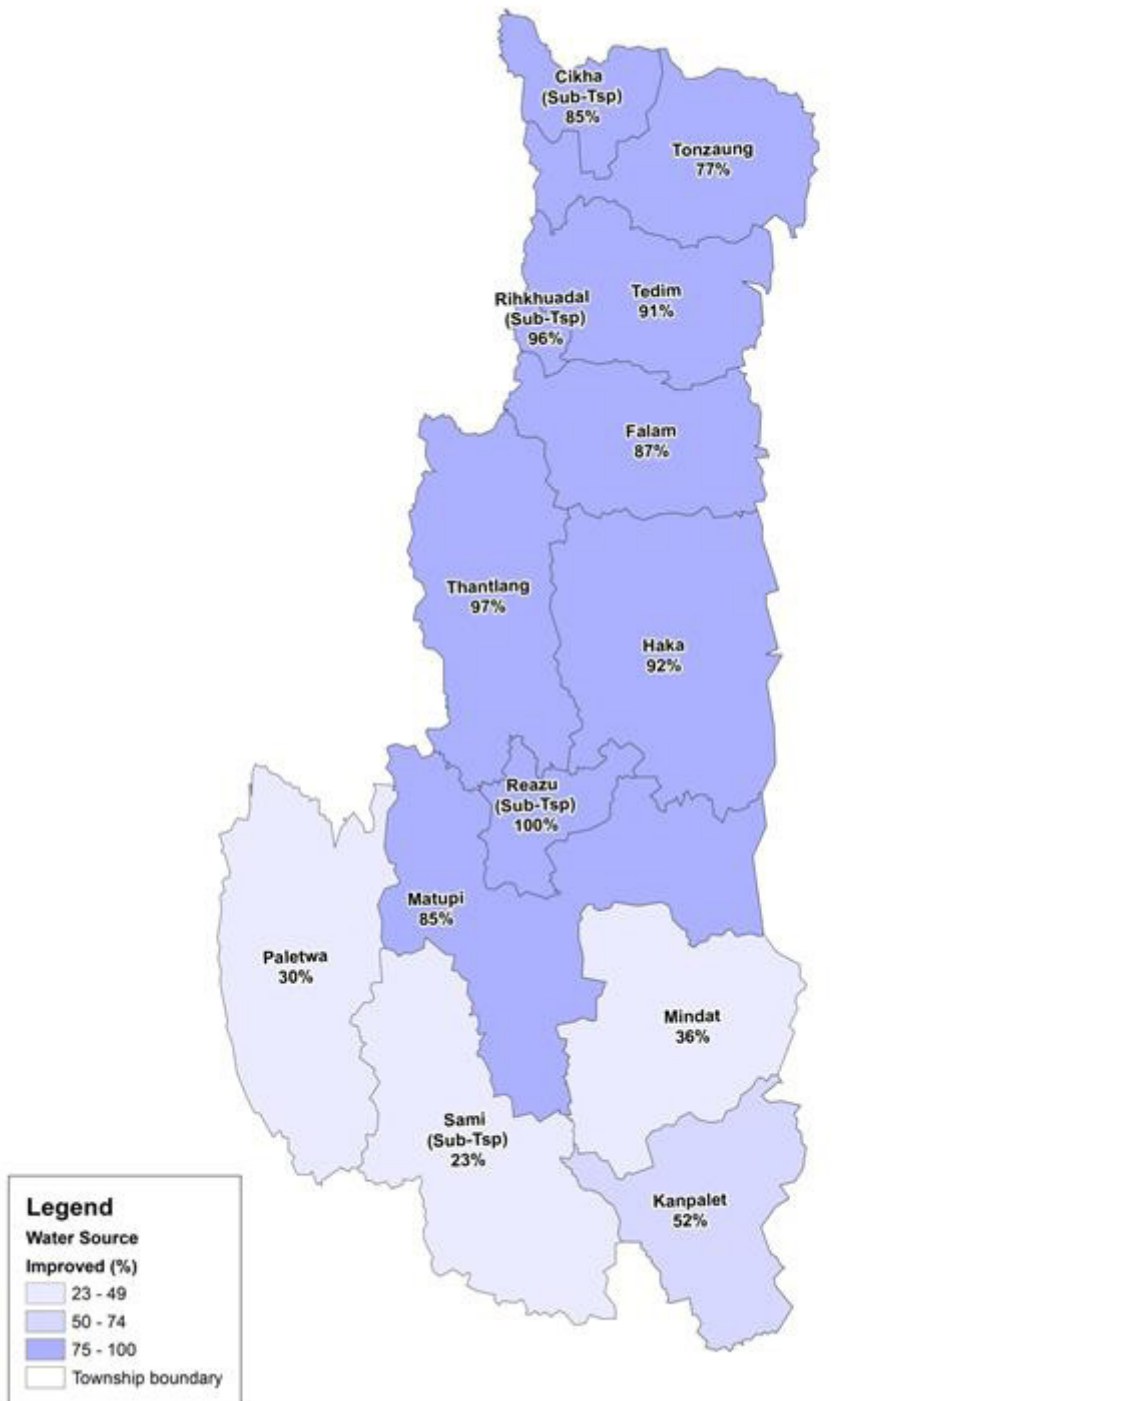 Cikha
(Sub-Tsp)
85%
Tonzaung
77%
Rihkhuadal
(Sub-Tsp)
96%
Tedim
91%
Falam
87%
Thantlang
97%
Haka
92%
Reazu
(Sub-Tsp)
100%
Matupi
85%
Paletwa
30%
Mindat
36%
Sami
(Sub-Tsp)
23%
Kanpalet
52%
Legend
Water Source
Improved (%)
23 - 49
50 - 74
75 - 100
Township boundary